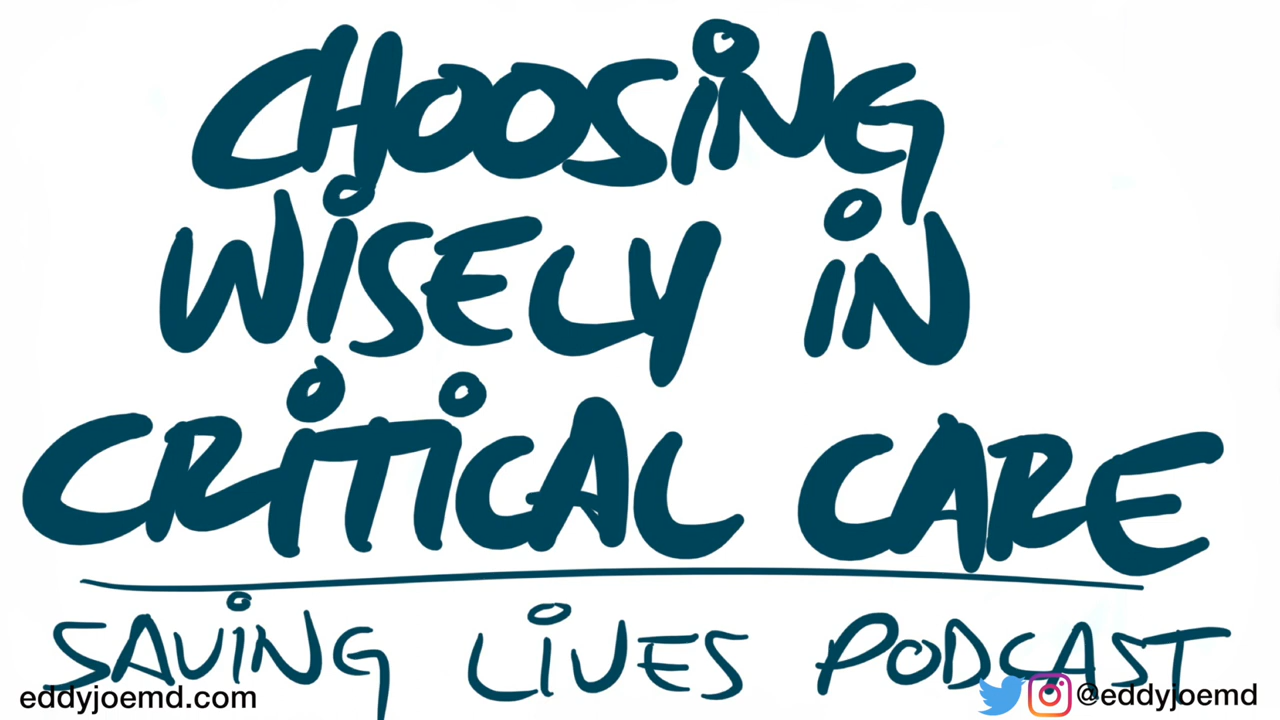 CHOOSING
WISELY IN
CRITICAL CARE
SAVING LIVES PODCAST
eddyjoemd.com
@eddyjoemd